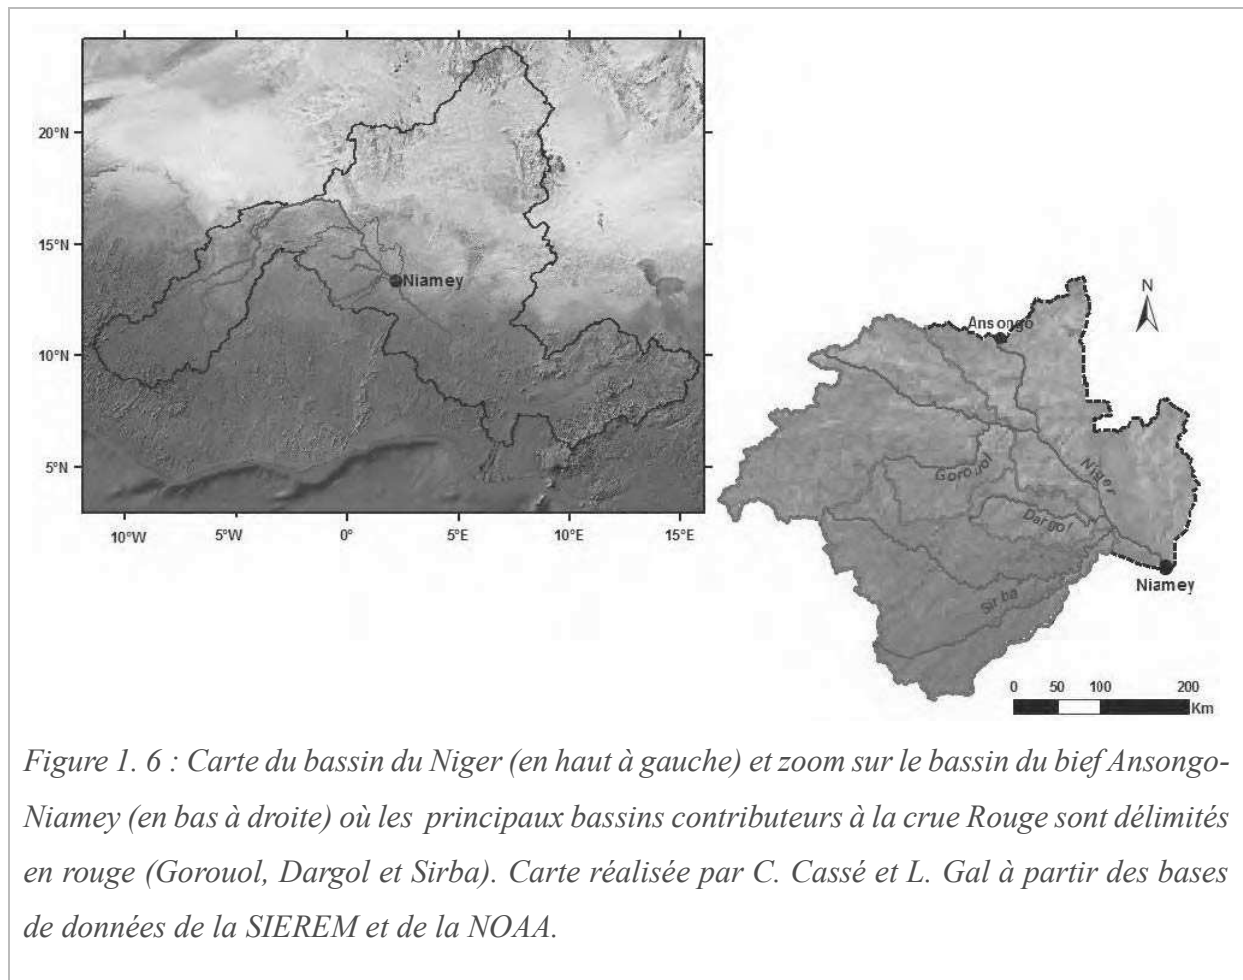 20°N
15°N
Niamey
10°N
5°N
10°W
5°W
0°
5°E
10°E
15°E
N
Ansongo
Gorouol
Niger
Dargol
Niamey
Sirba
0 50 100 200
Km
Figure 1. 6 : Carte du bassin du Niger (en haut à gauche) et zoom sur le bassin du bief Ansongo-
Niamey (en bas à droite) où les principaux bassins contributeurs à la crue Rouge sont délimités
en rouge (Gorouol, Dargol et Sirba). Carte réalisée par C. Cassé et L. Gal à partir des bases
de données de la SIEREM et de la NOAA.